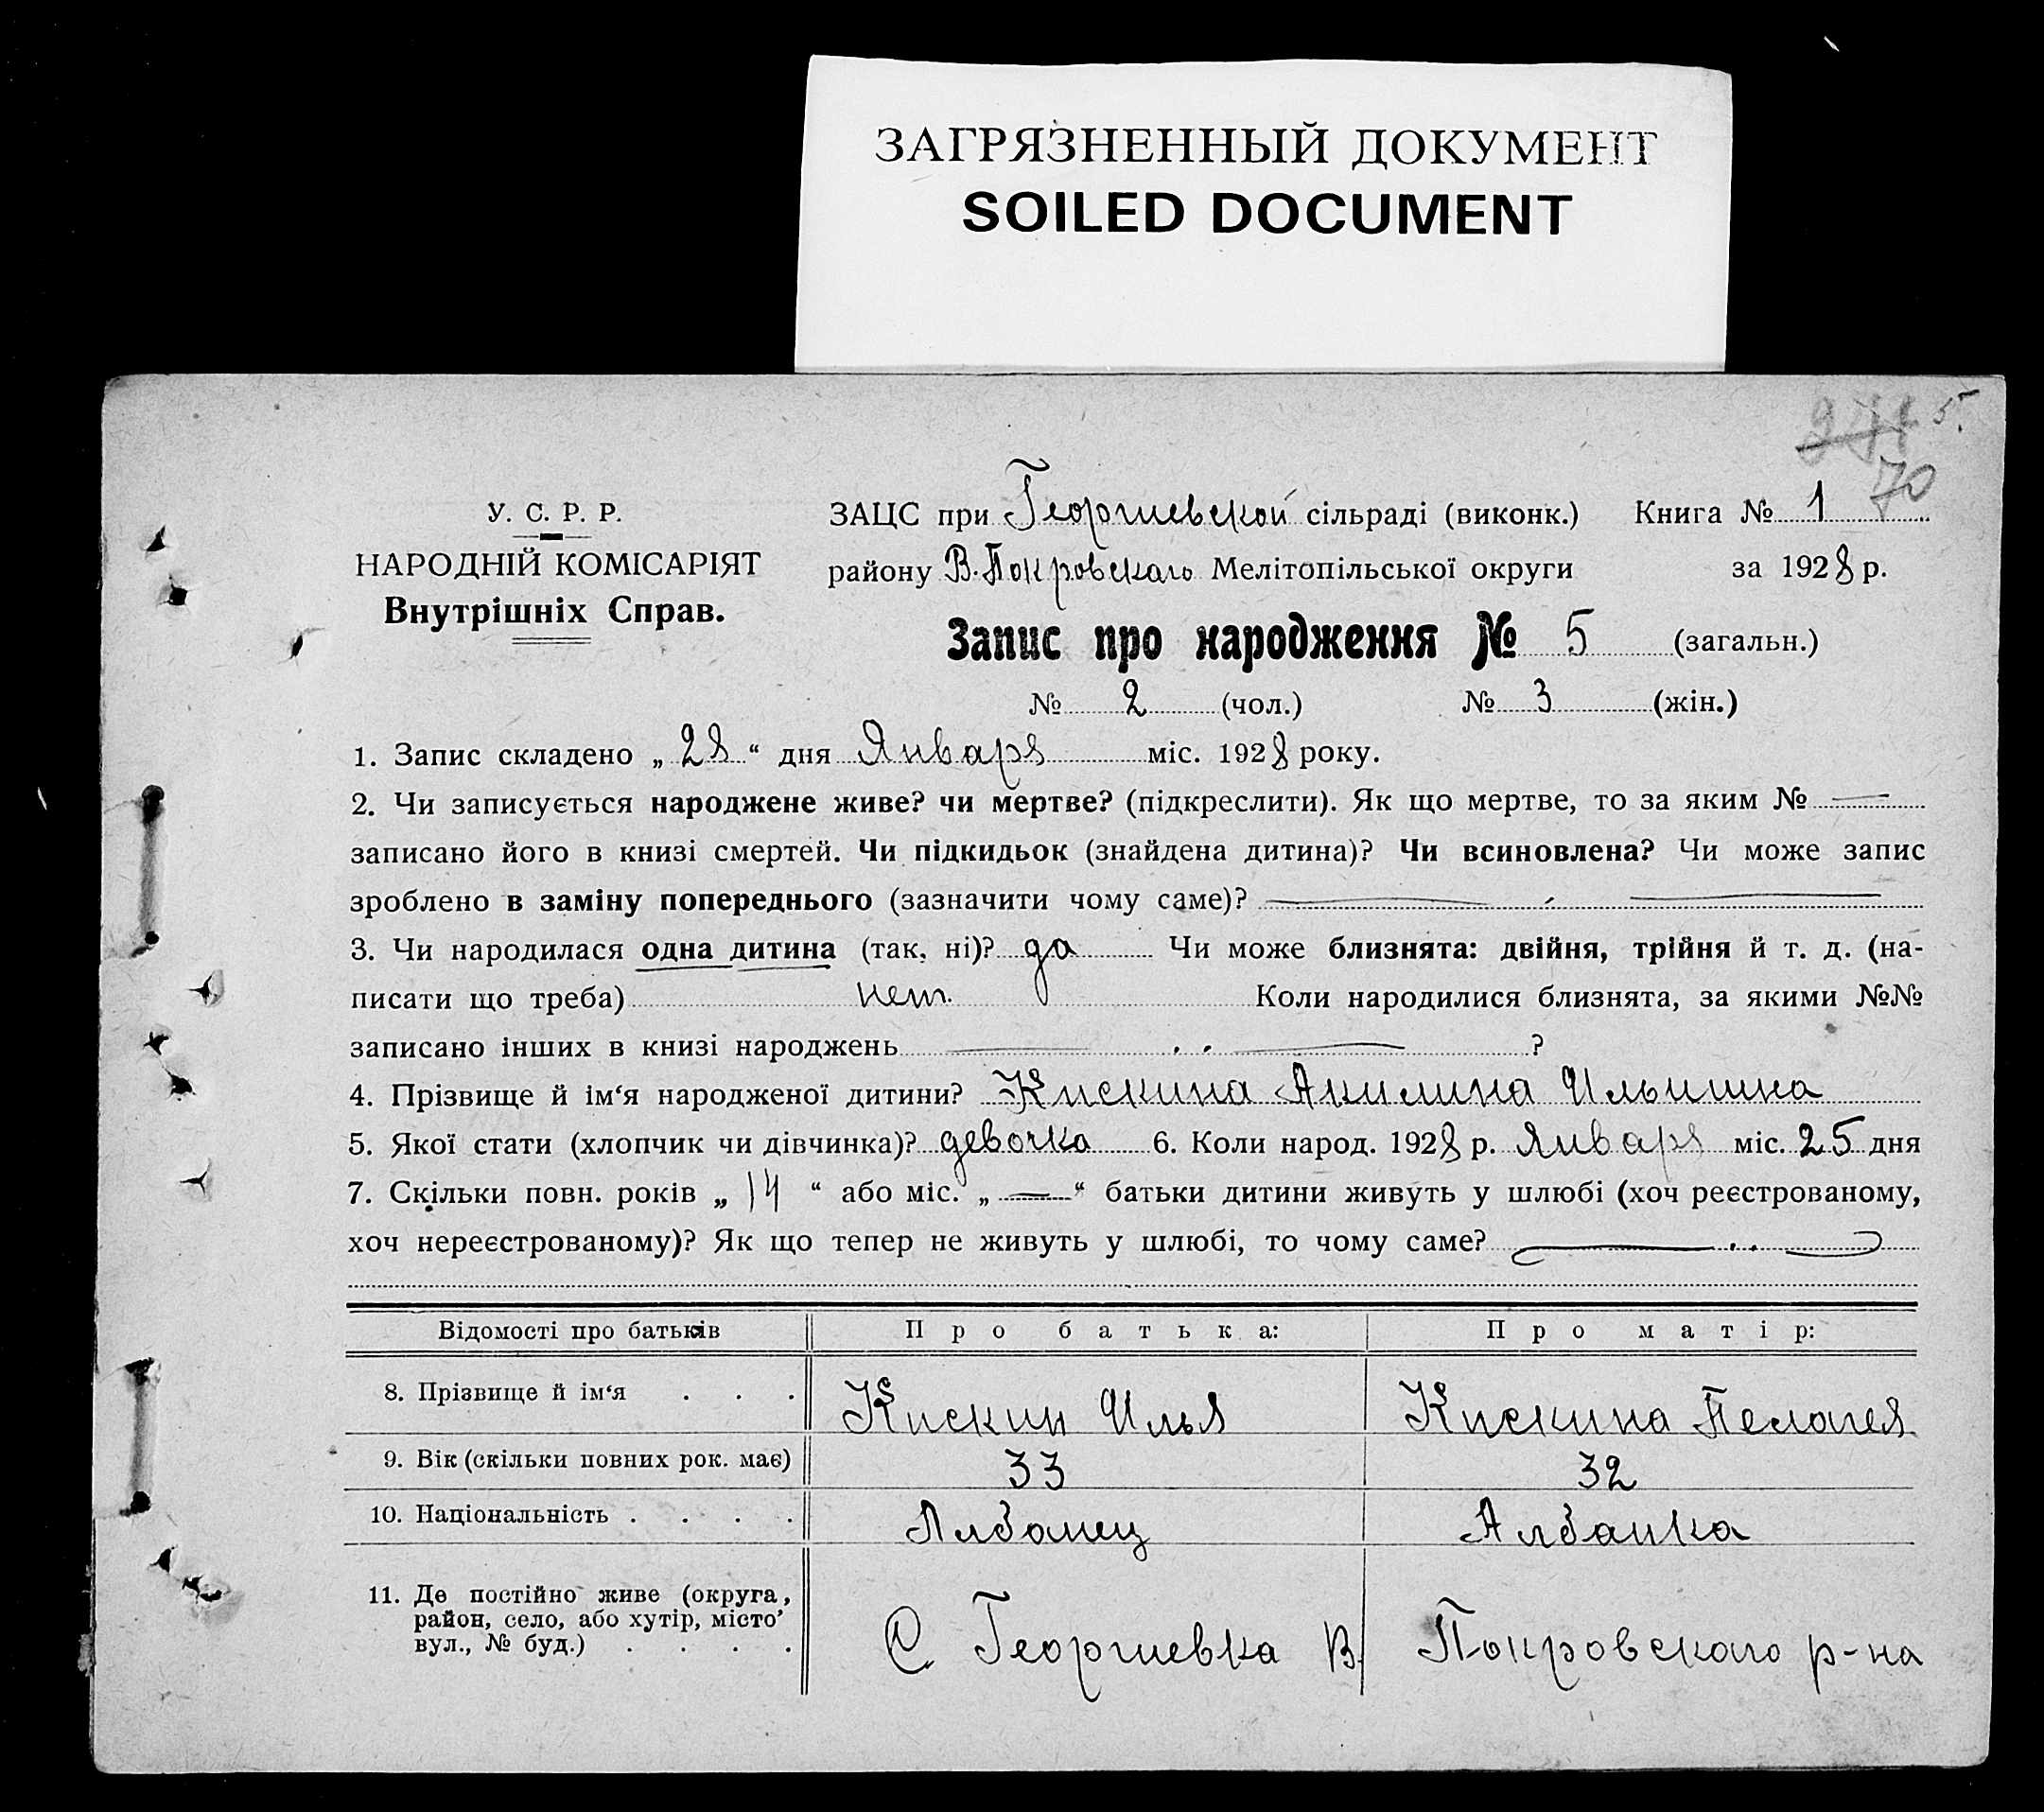 ЗАГРЯЗНЕННЫЙ ДОКУМЕНТ
SOILED DOCUMENT
5.
70
У. С. Р. Р.
НАРОДНІЙ КОМІСАРІЯТ
Внутрішніх Справ.
ЗАЦС при Георгиевской сільраді (виконк.) Книга № 1
району В.Покровского Мелітопільської округи за 1928 р.
Запис про народження № 5 (загальн.)
№ 2 (чол.) № 3 (жін.)
1. Запис складено „ 28 “ дня Января міс. 1928 року.
2. Чи записується народжене живе? чи мертве? (підкреслити). Як що мертве, то за яким № —
записано його в книзі смертей. Чи підкидьок (знайдена дитина)? Чи всиновлена? Чи може запис
зроблено в заміну попереднього (зазначити чому саме)?
3. Чи народилася одна дитина (так, ні)? да Чи може близнята: двійня, трійня й т. д. (на-
писати що треба) нет. Коли народилися близнята, за якими №№
записано інших в книзі народжень ?
4. Прізвище й ім‘я народженої дитини? Кискина Акилина Ильишна
5. Якої стати (хлопчик чи дівчинка)? девочка 6. Коли народ. 1928 р. Января міс. 25 дня
7. Скільки повн. років „ 14 “ або міс. „ — “ батьки дитини живуть у шлюбі (хоч реєстрованому,
хоч нереєстрованому)? Як що тепер не живуть у шлюбі, то чому саме?
Відомості про батьків Про батька: Про матір:
8. Прізвище й ім‘я . . . Кискин Илья Кискина Пелагея
9. Вік (скільки повних рок. має) 33 32
10. Національність . . . . Албанец Албанка
11. Де постійно живе (округа,
район, село, або хутір, місто’
вул., № буд.) . . . . С Георгиевка В. Покровского р-на